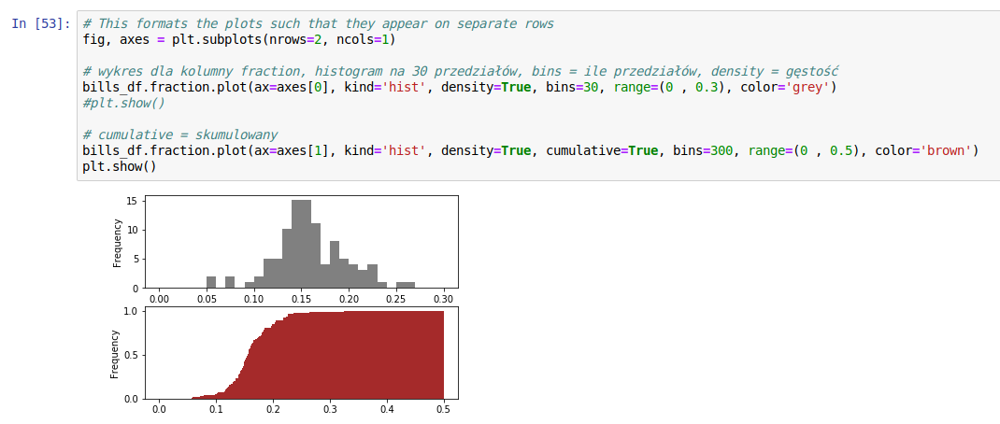 In [53]:
# This formats the plots such that they appear on separate rows
fig, axes = plt.subplots(nrows=2, ncols=1)
# wykres dla kolumny fraction, histogram na 30 przedziałów, bins = ile przedziałów, density = gęstość
bills_df.fraction.plot(ax=axes[0], kind='hist', density=True, bins=30, range=(0 , 0.3), color='grey')
#plt.show()
# cumulative = skumulowany
bills_df.fraction.plot(ax=axes[1], kind='hist', density=True, cumulative=True, bins=300, range=(0 , 0.5), color='brown')
plt.show()
15
10
5
0
Frequency
0.00 0.05 0.10 0.15 0.20 0.25 0.30
1.0
0.5
0.0
Frequency
0.0 0.1 0.2 0.3 0.4 0.5